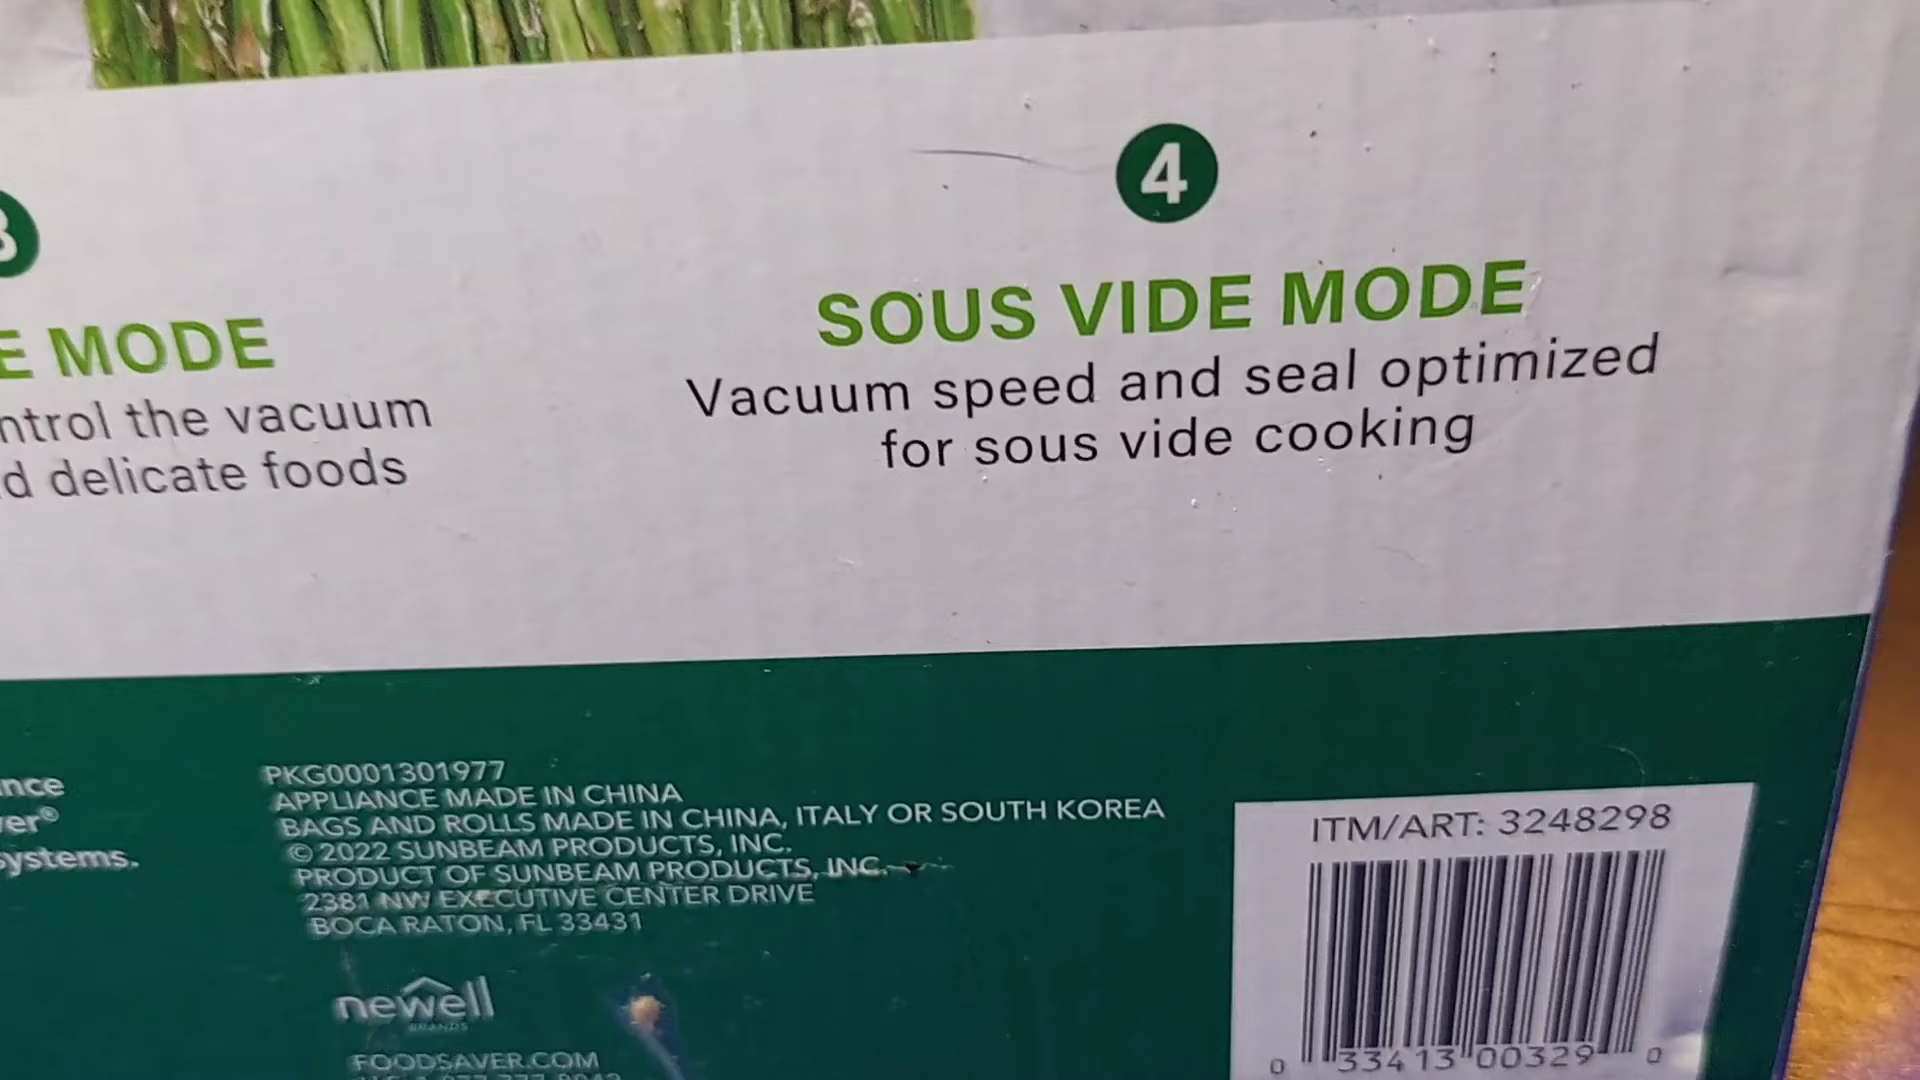 3
E MODE
ntrol the vacuum
d delicate foods
4
SOUS VIDE MODE
Vacuum speed and seal optimized
for sous vide cooking
nce
er®
systems.
PKG0001301977
APPLIANCE MADE IN CHINA
BAGS AND ROLLS MADE IN CHINA, ITALY OR SOUTH KOREA
© 2022 SUNBEAM PRODUCTS, INC.
PRODUCT OF SUNBEAM PRODUCTS, INC.
2381 NW EXECUTIVE CENTER DRIVE
BOCA RATON, FL 33431
newell
BRANDS
FOODSAVER.COM
ITM/ART: 3248298
0 33413 00329 0